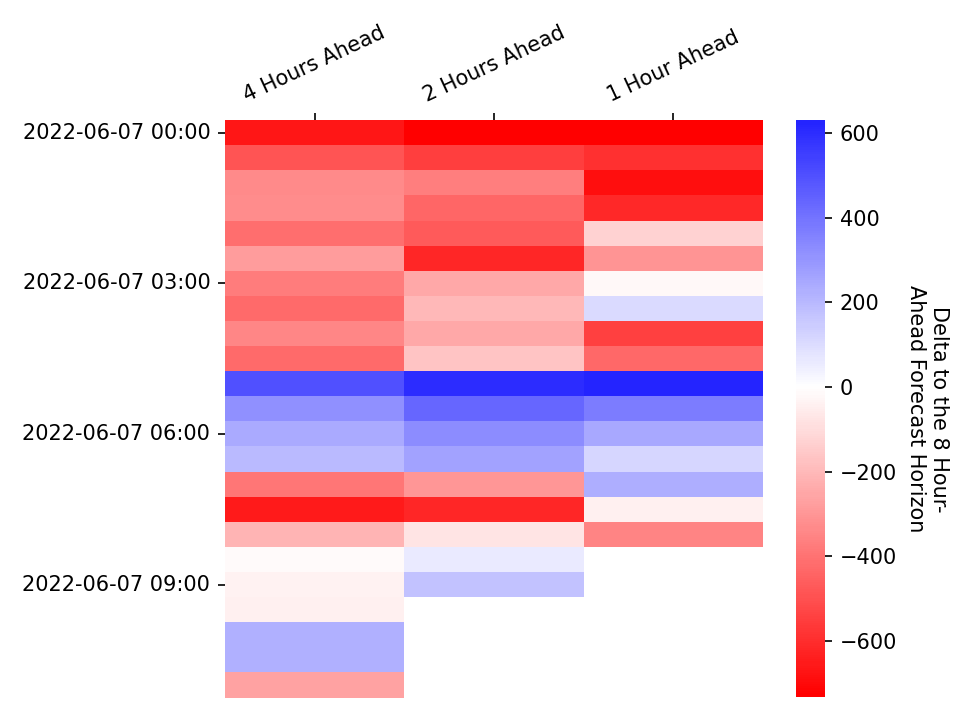 4 Hours Ahead
2 Hours Ahead
1 Hour Ahead
2022-06-07 00:00
2022-06-07 03:00
2022-06-07 06:00
2022-06-07 09:00
600
400
200
0
−200
−400
−600
Delta to the 8 Hour-
Ahead Forecast Horizon